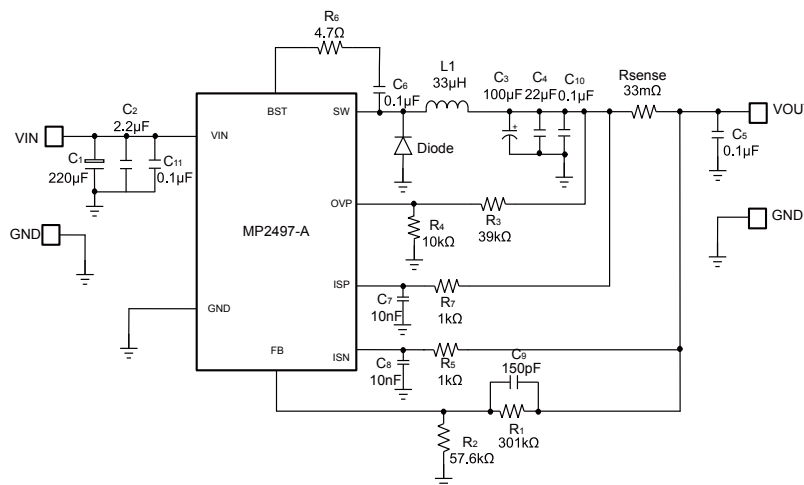 R6
4.7Ω
C6
0.1µF
L1
33µH
C3
100µF
C4
22µF
C10
0.1µF
Rsense
33mΩ
BST
SW
VIN
C2
2.2µF
VIN
VOU
C1
220µF
C11
0.1µF
Diode
C5
0.1µF
OVP
R4
10kΩ
R3
39kΩ
GND
GND
MP2497-A
ISP
C7
10nF
R7
1kΩ
GND
FB
ISN
C8
10nF
R5
1kΩ
C9
150pF
R2
57.6kΩ
R1
301kΩ